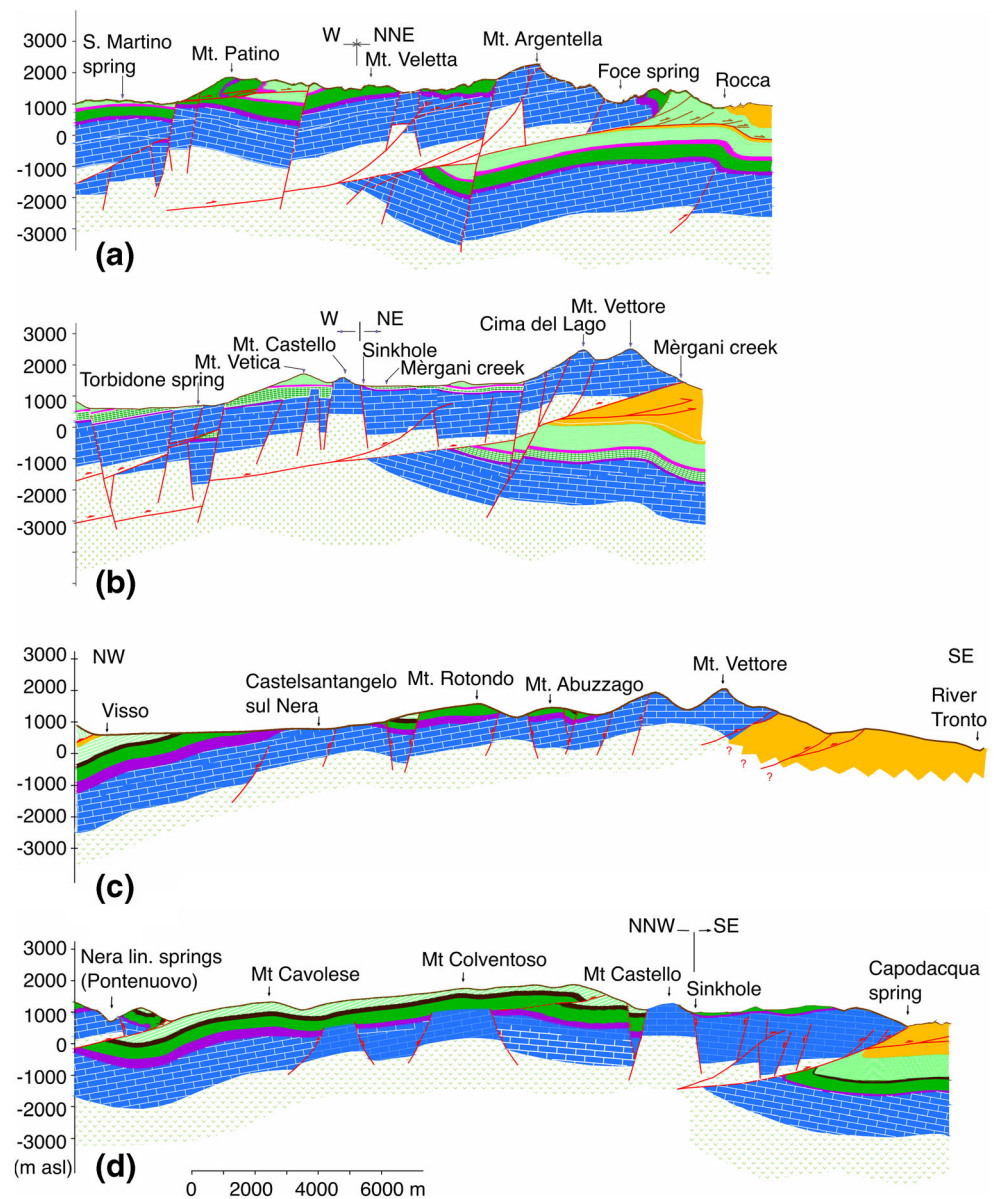 3000
2000
1000
0
-1000
-2000
-3000
S. Martino
spring
Mt. Patino
W NNE
Mt. Veletta
Mt. Argentella
Foce spring
Rocca
(a)
3000
2000
1000
0
-1000
-2000
-3000
Torbidone spring
Mt. Vetica
Mt. Castello
W NE
Sinkhole
Mèrgani creek
Cima del Lago
Mt. Vettore
Mèrgani creek
(b)
3000
2000
1000
0
-1000
-2000
-3000
NW
Visso
Castelsantangelo
sul Nera
Mt. Rotondo
Mt. Abuzzago
Mt. Vettore
SE
River
Tronto
? ? ?
(c)
3000
2000
1000
0
-1000
-2000
-3000
(m asl)
Nera lin. springs
(Pontenuovo)
Mt Cavolese
Mt Colventoso
Mt Castello
NNW SE
Sinkhole
Capodacqua
spring
(d)
0 2000 4000 6000 m